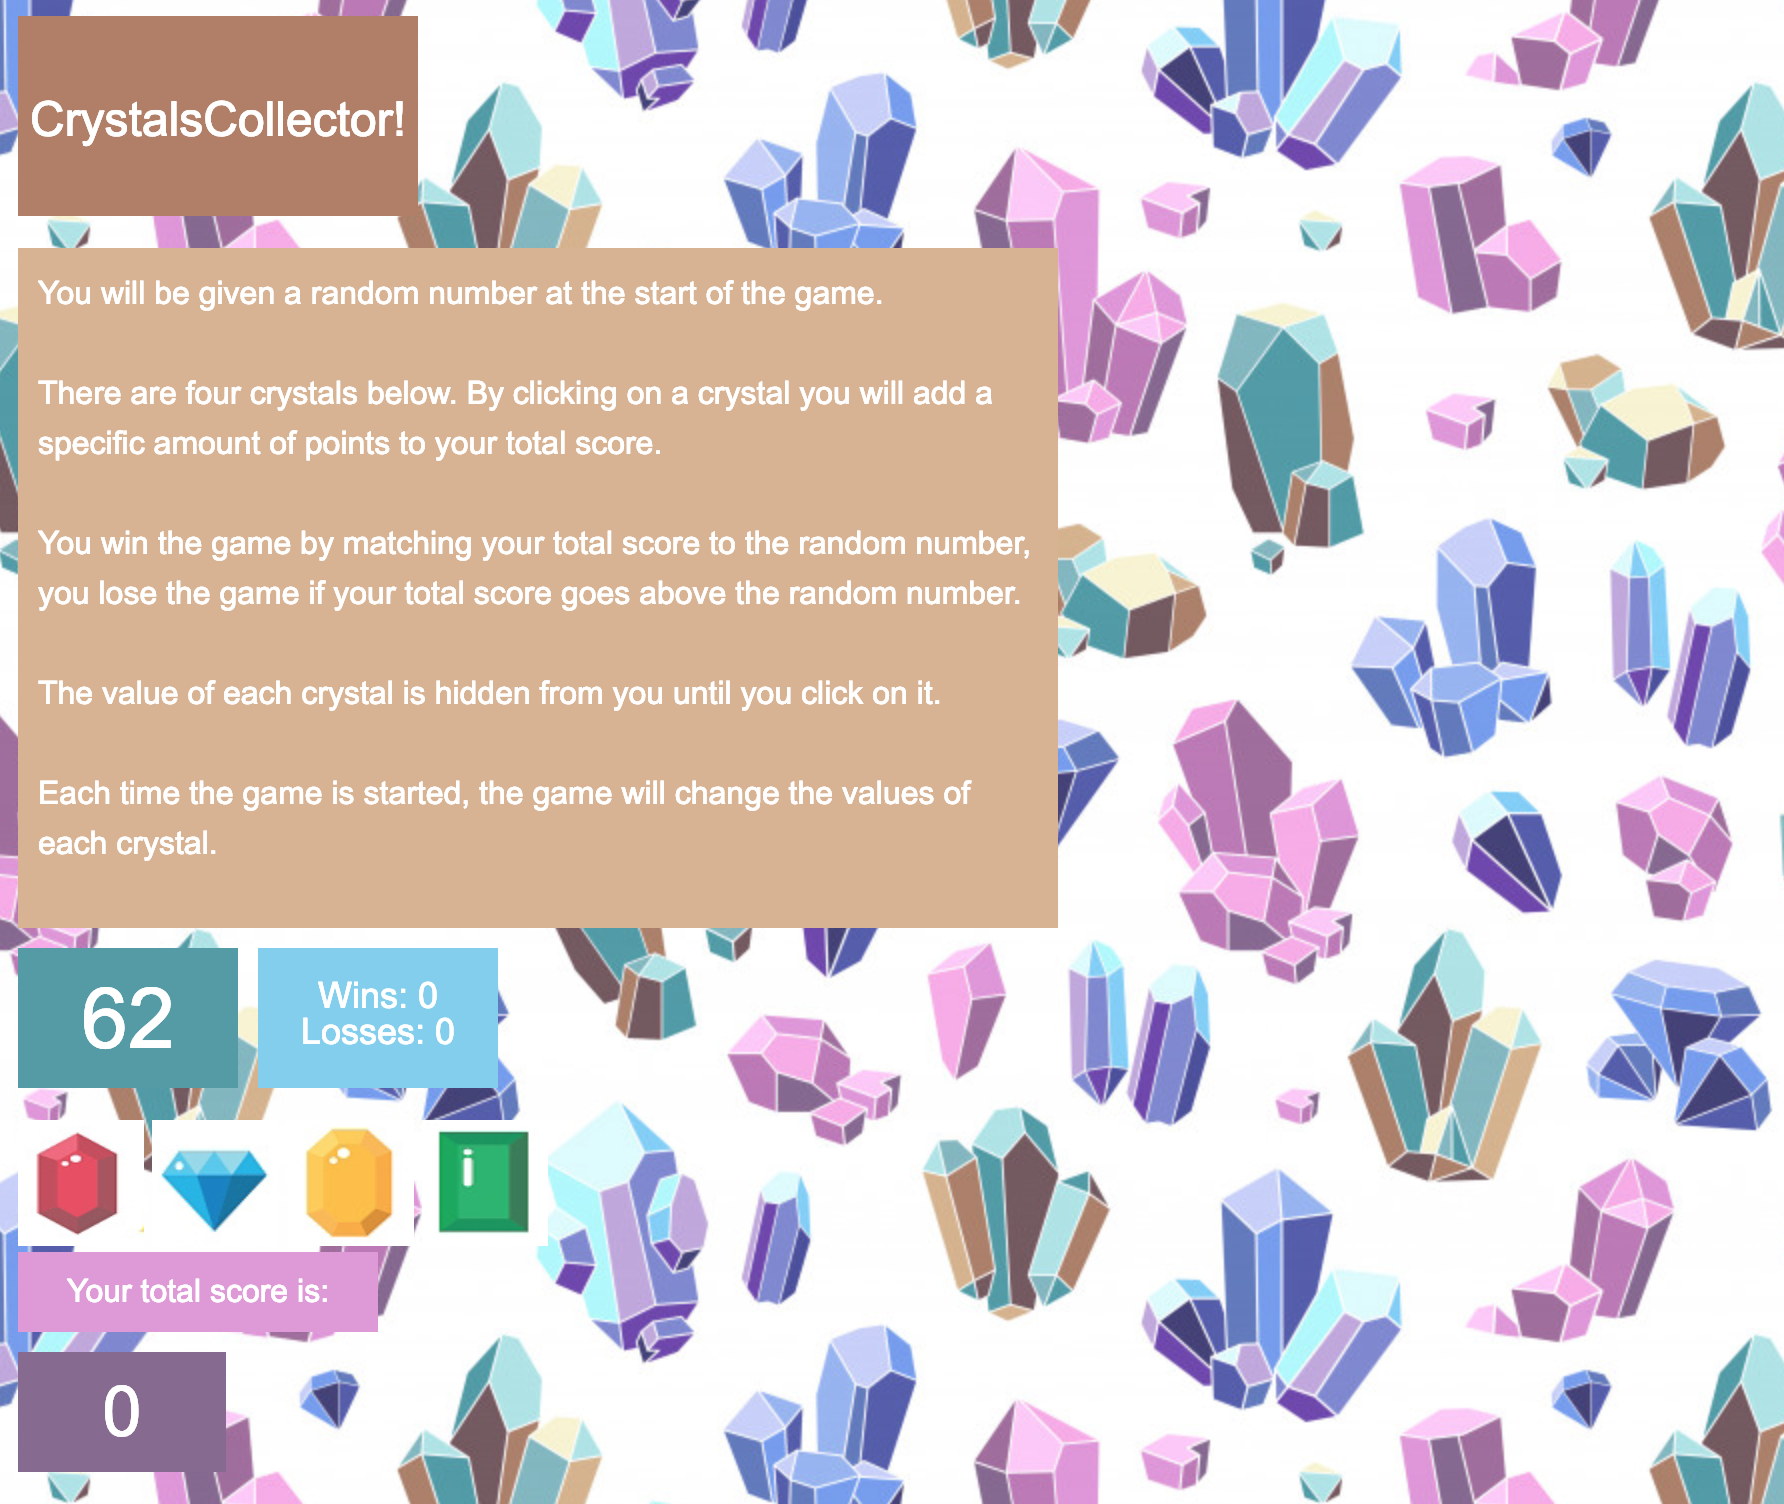 CrystalsCollector!
You will be given a random number at the start of the game.
There are four crystals below. By clicking on a crystal you will add a
specific amount of points to your total score.
You win the game by matching your total score to the random number,
you lose the game if your total score goes above the random number.
The value of each crystal is hidden from you until you click on it.
Each time the game is started, the game will change the values of
each crystal.
62
Wins: 0
Losses: 0
Your total score is:
0